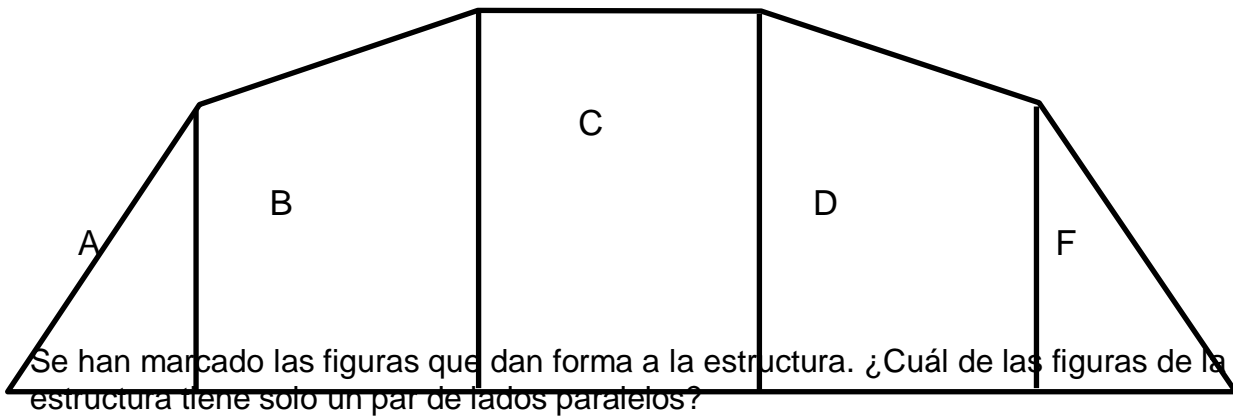 C
B
D
A
F
Se han marcado las figuras que dan forma a la estructura. ¿Cuál de las figuras de la
estructura tiene solo un par de lados paralelos?